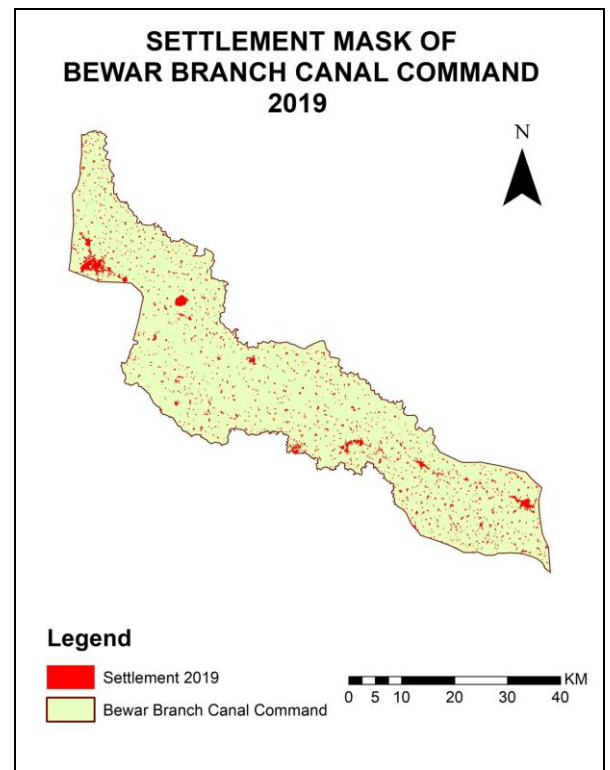 SETTLEMENT MASK OF
BEWAR BRANCH CANAL COMMAND
2019
N
Legend
Settlement 2019
Bewar Branch Canal Command
KM
0 5 10 20 30 40